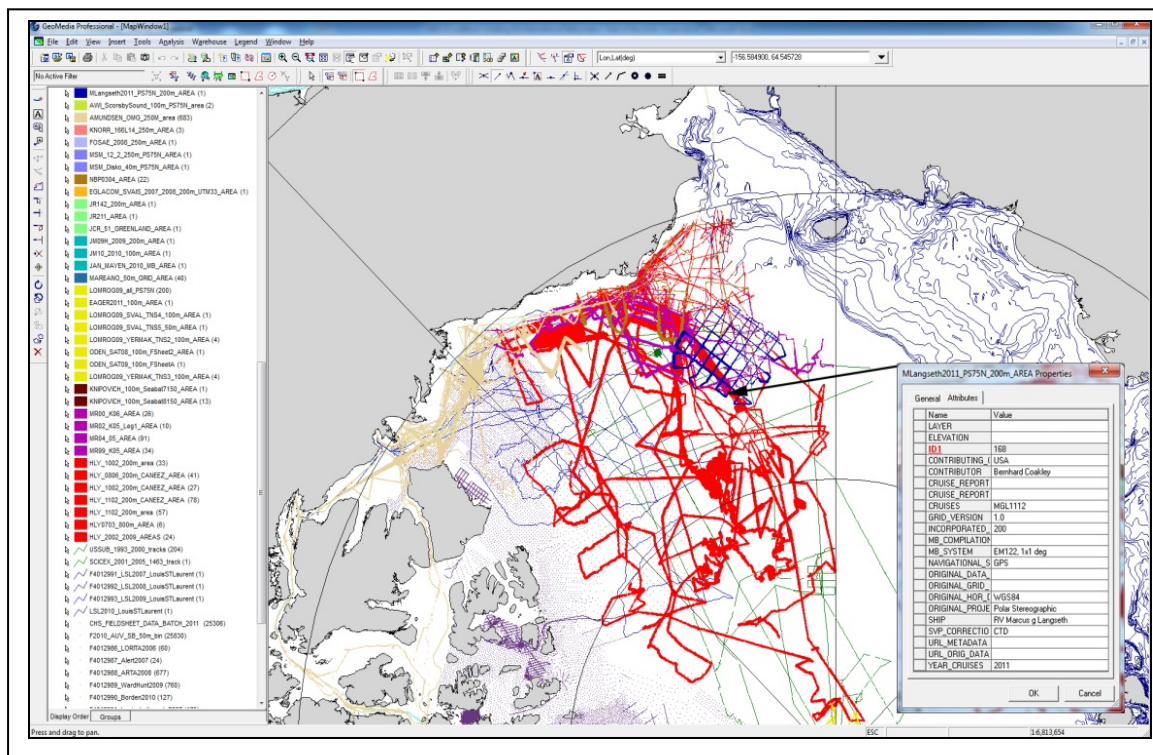 GeoMedia Professional - [MapWindow1]
File Edit View Insert Tools Analysis Warehouse Legend Window Help
Lon,Lat(deg) -156.584900, 64.545728
No Active Filter
MLangseth2011_PS75N_200m_AREA (1)
AWI_ScorsbySound_100m_PS75N_area (2)
AMUNDSEN_OMG_250M_area (683)
KNORR_166L14_250m_AREA (3)
FOSAE_2008_250m_AREA (1)
MSM_12_2_250m_PS75N_AREA (1)
MSM_Disko_40m_PS75N_AREA (1)
NBP0304_AREA (22)
EGLACOM_SVAIS_2007_2008_200m_UTM33_AREA (1)
JR142_200m_AREA (1)
JR211_AREA (1)
JCR_51_GREENLAND_AREA (1)
JM09H_2009_200m_AREA (1)
JM10_2010_100m_AREA (1)
JAN_MAYEN_2010_MB_AREA (1)
MAREANO_50m_GRID_AREA (40)
LOMROG09_all_PS75N (200)
EAGER2011_100m_AREA (1)
LOMROG09_SVAL_TNS4_100m_AREA (1)
LOMROG09_SVAL_TNS5_50m_AREA (1)
LOMROG09_YERMAK_TNS2_100m_AREA (4)
ODEN_SAT08_100m_FSheet2_AREA (1)
ODEN_SAT09_100m_FSheetA_AREA (1)
LOMROG09_YERMAK_TNS3_100m_AREA (4)
KNIPOVICH_100m_Seabat7150_AREA (1)
KNIPOVICH_100m_Seabat8150_AREA (13)
MR00_K06_AREA (26)
MR02_K05_Leg1_AREA (10)
MR04_05_AREA (91)
MR99_K05_AREA (34)
HLY_1002_200m_area (33)
HLY_0806_200m_CANEEZ_AREA (41)
HLY_1002_200m_CANEEZ_AREA (27)
HLY_1102_200m_CANEEZ_AREA (78)
HLY_1102_200m_area (57)
HLY0703_800m_AREA (6)
HLY_2002_2009_AREAS (24)
USSUB_1993_2000_tracks (204)
SCICEX_2001_2005_1463_track (1)
F4012991_LSL2007_LouisSTLaurent (1)
F4012992_LSL2008_LouisSTLaurent (1)
F4012993_LSL2009_LouisSTLaurent (1)
LSL2010_LouisSTLaurent (1)
CHS_FIELDSHEET_DATA_BATCH_2011 (25306)
F2010_AUV_SB_50m_bin (25830)
F4012986_LORITA2006 (60)
F4012987_Alert2007 (24)
F4012988_ARTA2008 (677)
F4012989_WardHunt2009 (760)
F4012990_Borden2010 (127)
Display Order Groups
MLangseth2011_PS75N_200m_AREA Properties
General Attributes
Name Value
LAYER
ELEVATION
ID1 168
CONTRIBUTING_( USA
CONTRIBUTOR Bernhard Coakley
CRUISE_REPORT
CRUISE_REPORT
CRUISES MGL1112
GRID_VERSION 1.0
INCORPORATED_ 200
MB_COMPILATION
MB_SYSTEM EM122, 1x1 deg
NAVIGATIONAL_S GPS
ORIGINAL_DATA_
ORIGINAL_GRID_
ORIGINAL_HOR_D WGS84
ORIGINAL_PROJE Polar Stereographic
SHIP RV Marcus g Langseth
SVP_CORRECTIO CTD
URL_METADATA
URL_ORIG_DATA
YEAR_CRUISES 2011
OK Cancel
Press and drag to pan. ESC 1:6,813,654